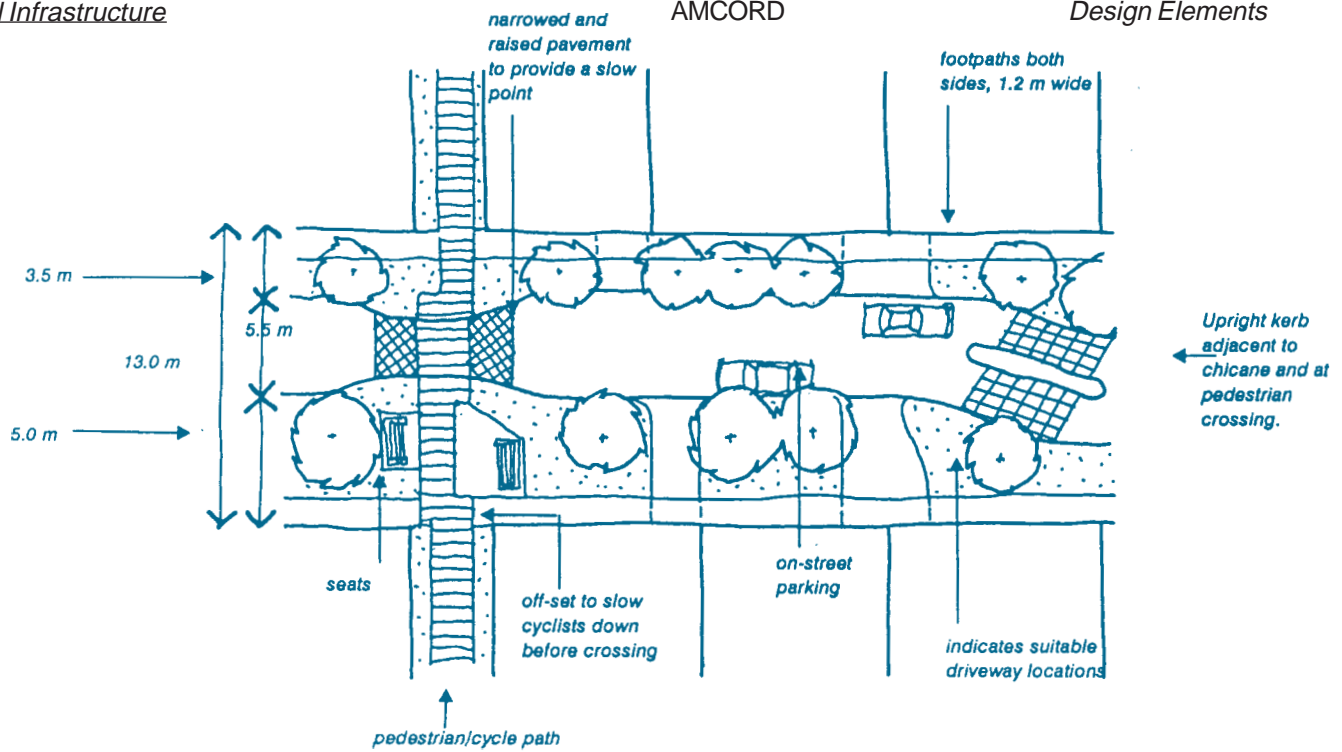 l Infrastructure
AMCORD
Design Elements
narrowed and
raised pavement
to provide a slow
point
footpaths both
sides, 1.2 m wide
3.5 m
5.5 m
13.0 m
5.0 m
Upright kerb
adjacent to
chicane and at
pedestrian
crossing.
seats
off-set to slow
cyclists down
before crossing
on-street
parking
indicates suitable
driveway locations
pedestrian/cycle path